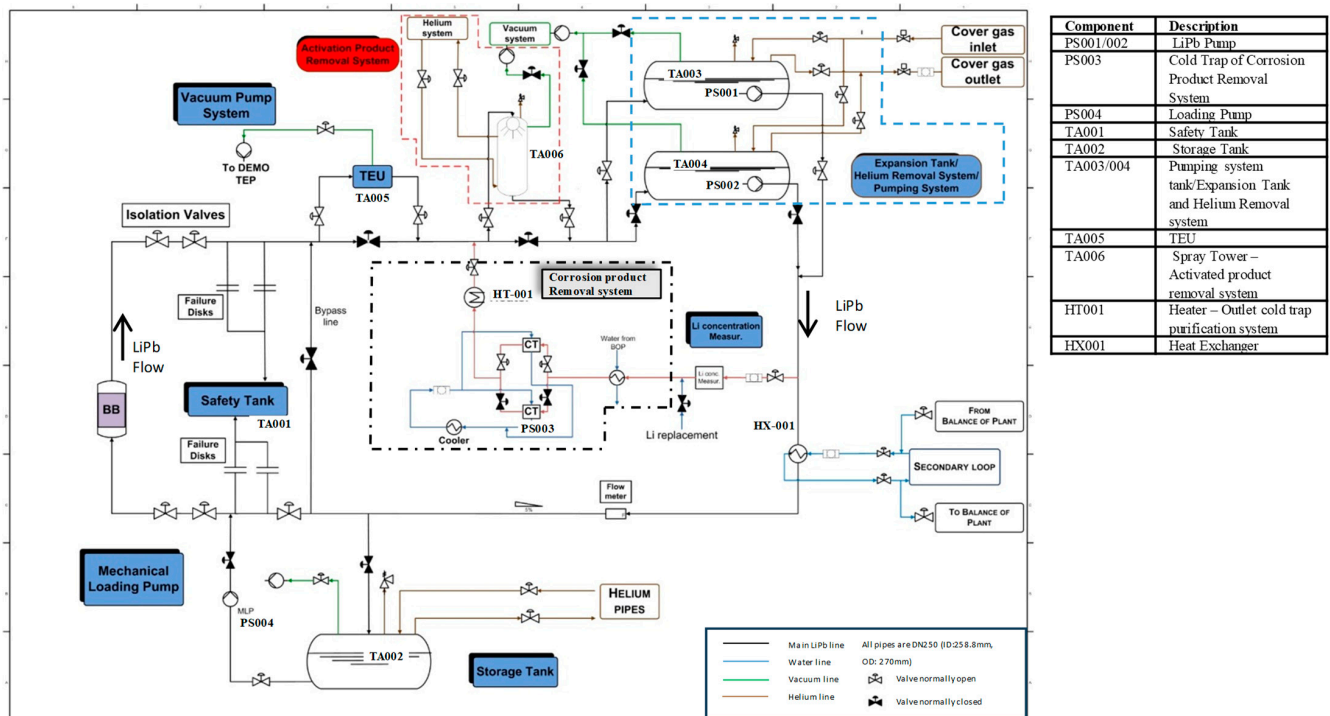 Helium
system
Vacuum
system
Cover gas
inlet
Cover gas
outlet
Activation Product
Removal System
TA003
PS001
Vacuum Pump
System
TA006
TA004
PS002
Expansion Tank/
Helium Removal System/
Pumping System
To DEMO
TEP
TEU
TA005
Isolation Valves
Corrosion product
Removal system
HT-001
Failure
Disks
Bypass
line
LiPb
Flow
LiPb
Flow
Li concentration
Measur.
Water from
BOP
CT
Li conc.
Measur.
BB
Safety Tank
TA001
CT
PS003
Cooler
Li replacement
HX-001
FROM
BALANCE OF PLANT
Failure
Disks
SECONDARY LOOP
Flow
meter
1%
TO BALANCE OF
PLANT
Mechanical
Loading Pump
MLP
PS004
HELIUM
PIPES
TA002
Storage Tank
Main LiPb line All pipes are DN250 (ID:258.8mm,
Water line OD: 270mm)
Vacuum line Valve normally open
Helium line Valve normally closed
Component Description
PS001/002 LiPb Pump
PS003 Cold Trap of Corrosion
Product Removal
System
PS004 Loading Pump
TA001 Safety Tank
TA002 Storage Tank
TA003/004 Pumping system
tank/Expansion Tank
and Helium Removal
system
TA005 TEU
TA006 Spray Tower –
Activated product
removal system
HT001 Heater – Outlet cold trap
purification system
HX001 Heat Exchanger